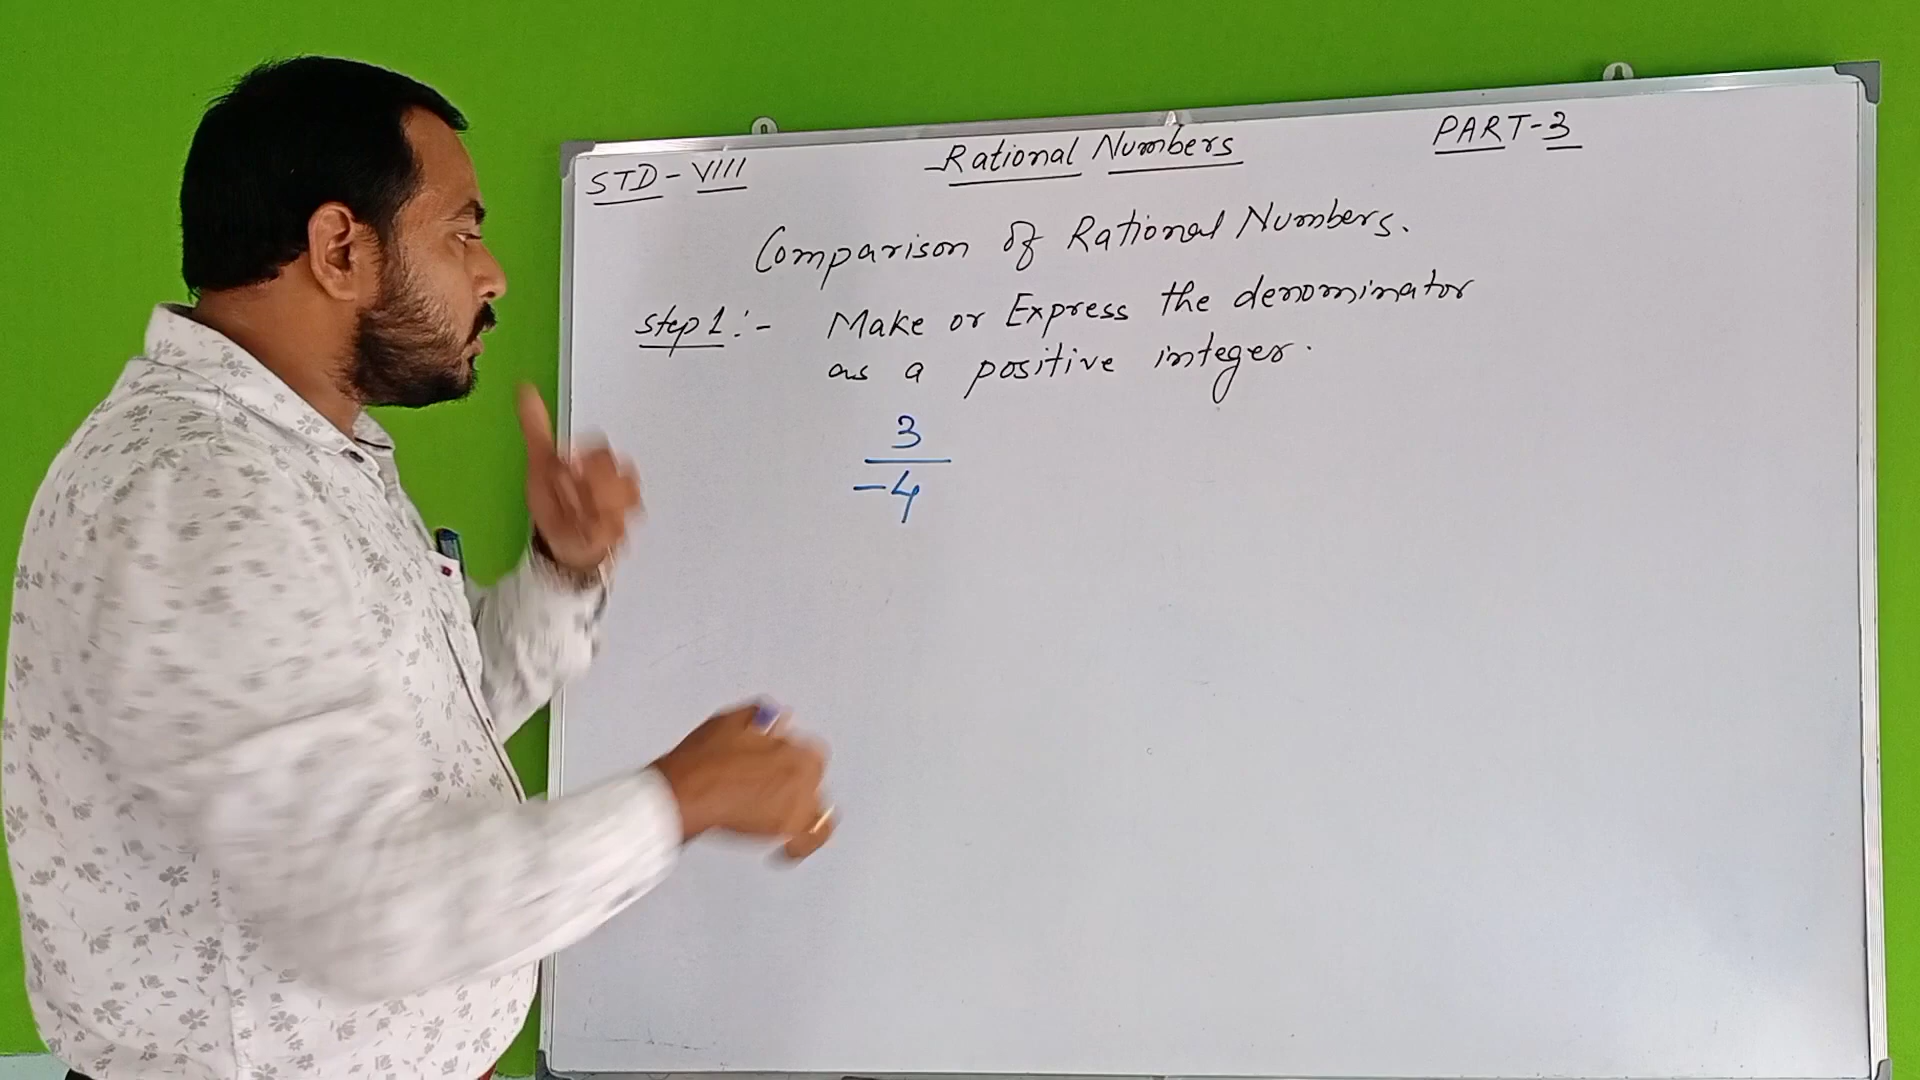 STD - VIII
Rational Numbers
PART-3
Comparison of Rational Numbers.
Step 1 :- Make or Express the denominator
as a positive integer.
3
-4